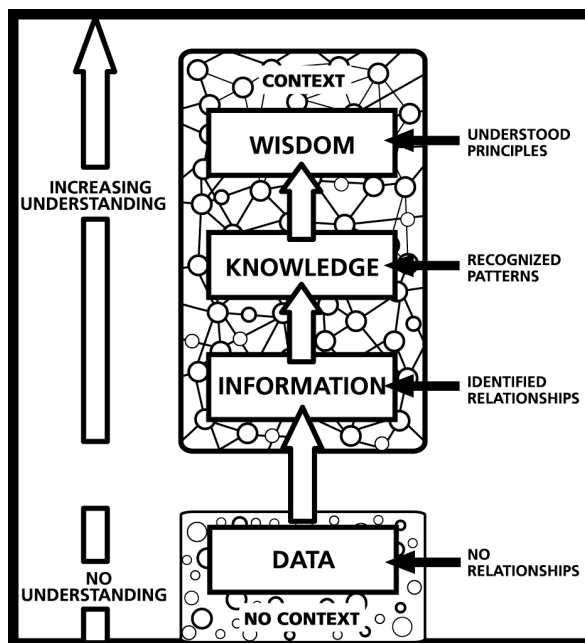 CONTEXT
WISDOM
UNDERSTOOD
PRINCIPLES
INCREASING
UNDERSTANDING
KNOWLEDGE
RECOGNIZED
PATTERNS
INFORMATION
IDENTIFIED
RELATIONSHIPS
DATA
NO
RELATIONSHIPS
NO
UNDERSTANDING
NO CONTEXT